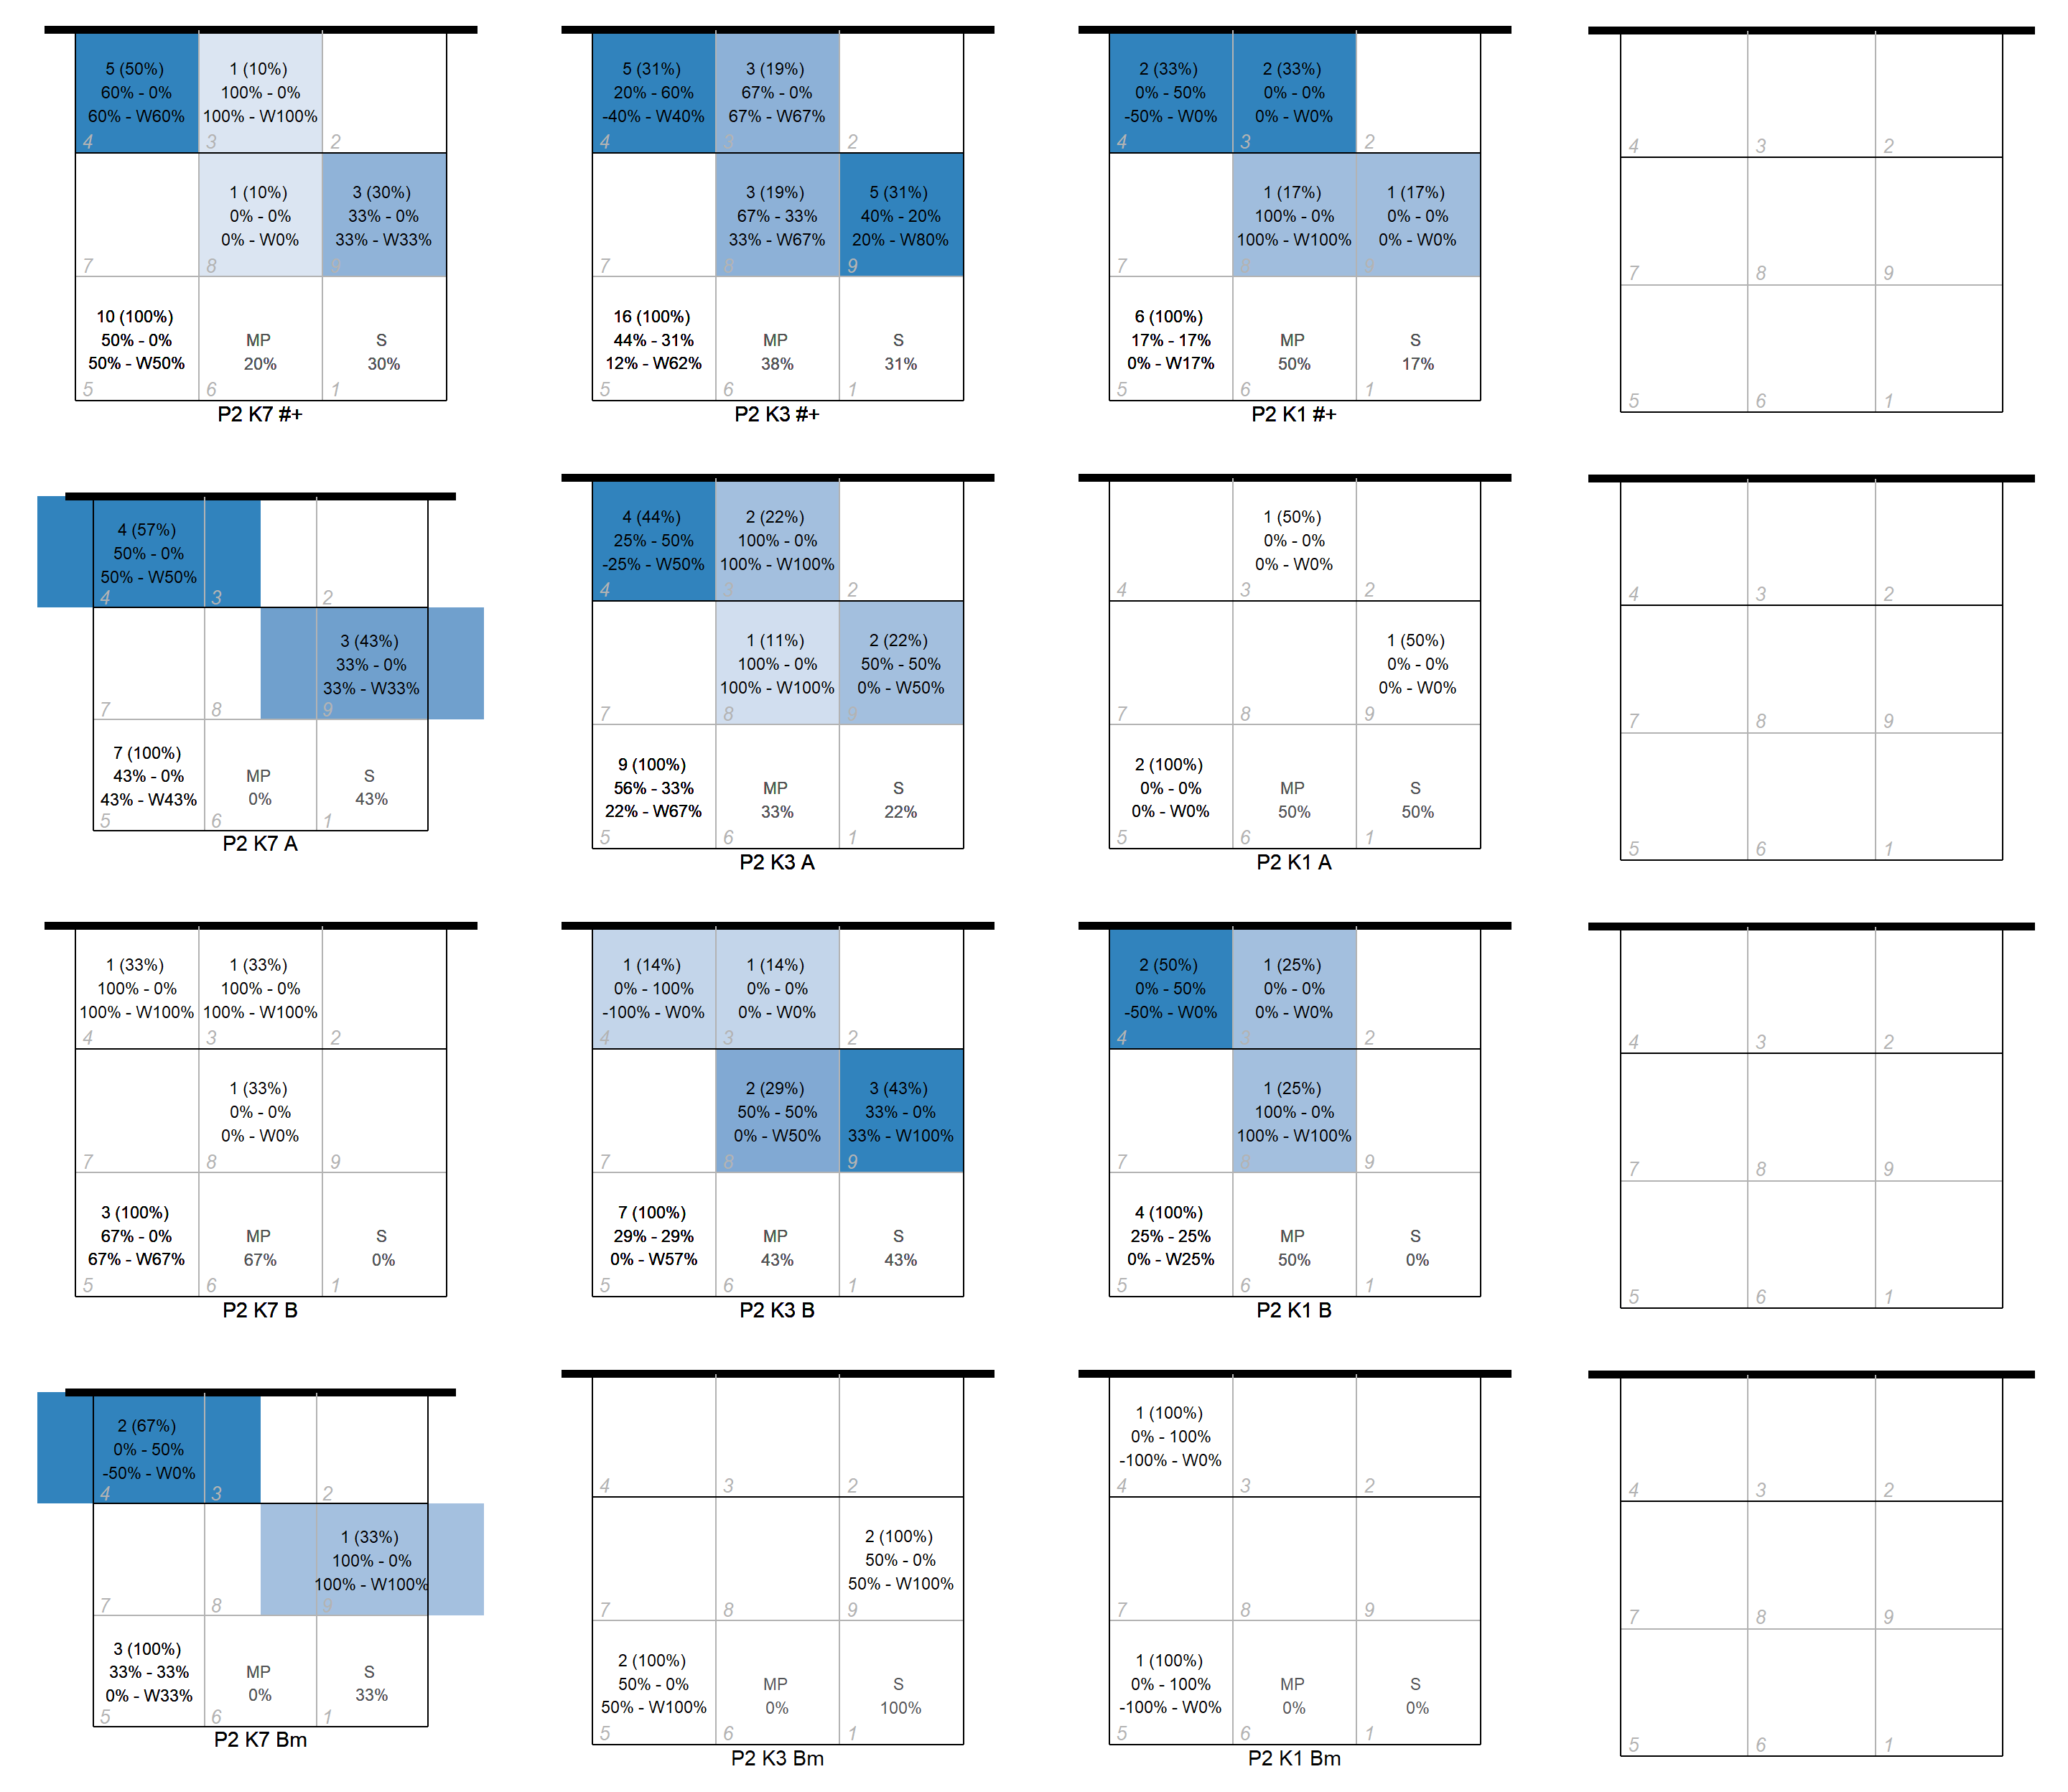 5 (50%)
60% - 0%
60% - W60%
4
1 (10%)
100% - 0%
100% - W100%
3
2
7
1 (10%)
0% - 0%
0% - W0%
8
3 (30%)
33% - 0%
33% - W33%
9
10 (100%)
50% - 0%
50% - W50%
5
MP
20%
6
S
30%
1
P2 K7 #+
5 (31%)
20% - 60%
-40% - W40%
4
3 (19%)
67% - 0%
67% - W67%
3
2
7
3 (19%)
67% - 33%
33% - W67%
8
5 (31%)
40% - 20%
20% - W80%
9
16 (100%)
44% - 31%
12% - W62%
5
MP
38%
6
S
31%
1
P2 K3 #+
2 (33%)
0% - 50%
-50% - W0%
4
2 (33%)
0% - 0%
0% - W0%
3
2
7
1 (17%)
100% - 0%
100% - W100%
8
1 (17%)
0% - 0%
0% - W0%
9
6 (100%)
17% - 17%
0% - W17%
5
MP
50%
6
S
17%
1
P2 K1 #+
4
3
2
7
8
9
5
6
1
4 (57%)
50% - 0%
50% - W50%
4
3
2
7
8
3 (43%)
33% - 0%
33% - W33%
9
7 (100%)
43% - 0%
43% - W43%
5
MP
0%
6
S
43%
1
P2 K7 A
4 (44%)
25% - 50%
-25% - W50%
4
2 (22%)
100% - 0%
100% - W100%
3
2
7
1 (11%)
100% - 0%
100% - W100%
8
2 (22%)
50% - 50%
0% - W50%
9
9 (100%)
56% - 33%
22% - W67%
5
MP
33%
6
S
22%
1
P2 K3 A
4
1 (50%)
0% - 0%
0% - W0%
3
2
7
8
1 (50%)
0% - 0%
0% - W0%
9
2 (100%)
0% - 0%
0% - W0%
5
MP
50%
6
S
50%
1
P2 K1 A
4
3
2
7
8
9
5
6
1
1 (33%)
100% - 0%
100% - W100%
4
1 (33%)
100% - 0%
100% - W100%
3
2
7
1 (33%)
0% - 0%
0% - W0%
8
9
3 (100%)
67% - 0%
67% - W67%
5
MP
67%
6
S
0%
1
P2 K7 B
1 (14%)
0% - 100%
-100% - W0%
4
1 (14%)
0% - 0%
0% - W0%
3
2
7
2 (29%)
50% - 50%
0% - W50%
8
3 (43%)
33% - 0%
33% - W100%
9
7 (100%)
29% - 29%
0% - W57%
5
MP
43%
6
S
43%
1
P2 K3 B
2 (50%)
0% - 50%
-50% - W0%
4
1 (25%)
0% - 0%
0% - W0%
3
2
7
1 (25%)
100% - 0%
100% - W100%
8
9
4 (100%)
25% - 25%
0% - W25%
5
MP
50%
6
S
0%
1
P2 K1 B
4
3
2
7
8
9
5
6
1
2 (67%)
0% - 50%
-50% - W0%
4
3
2
7
8
1 (33%)
100% - 0%
100% - W100%
9
3 (100%)
33% - 33%
0% - W33%
5
MP
0%
6
S
33%
1
P2 K7 Bm
4
3
2
7
8
2 (100%)
50% - 0%
50% - W100%
9
2 (100%)
50% - 0%
50% - W100%
5
MP
0%
6
S
100%
1
P2 K3 Bm
1 (100%)
0% - 100%
-100% - W0%
4
3
2
7
8
9
1 (100%)
0% - 100%
-100% - W0%
5
MP
0%
6
S
0%
1
P2 K1 Bm
4
3
2
7
8
9
5
6
1